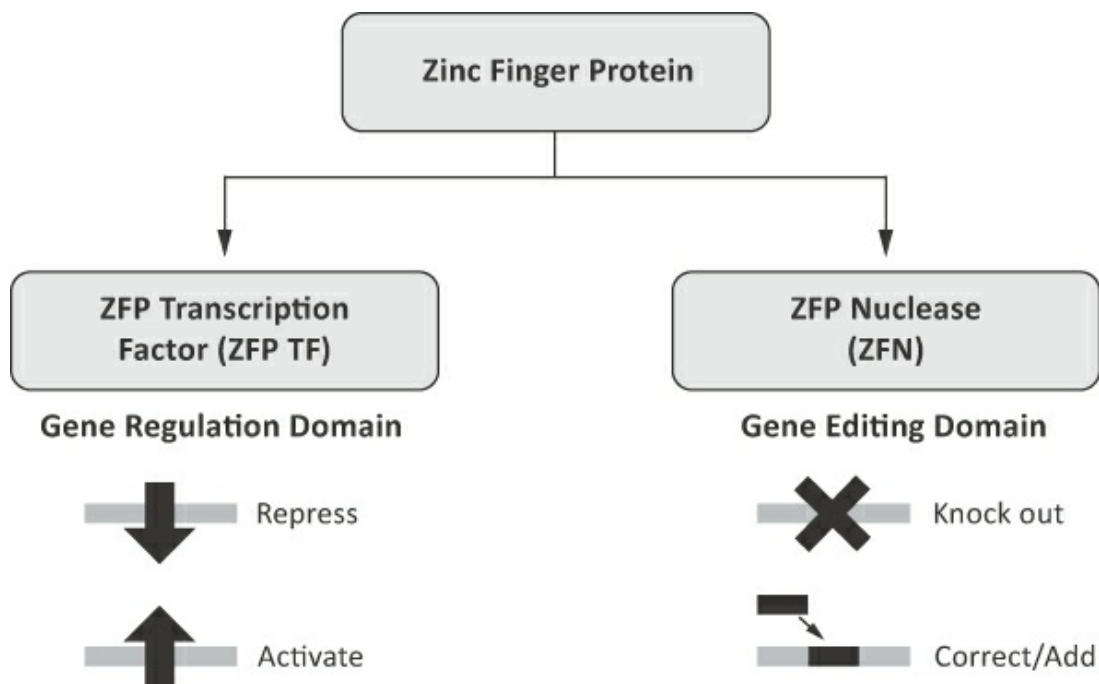 Zinc Finger Protein
ZFP Transcription
Factor (ZFP TF)
Gene Regulation Domain
Repress
Activate
ZFP Nuclease
(ZFN)
Gene Editing Domain
Knock out
Correct/Add